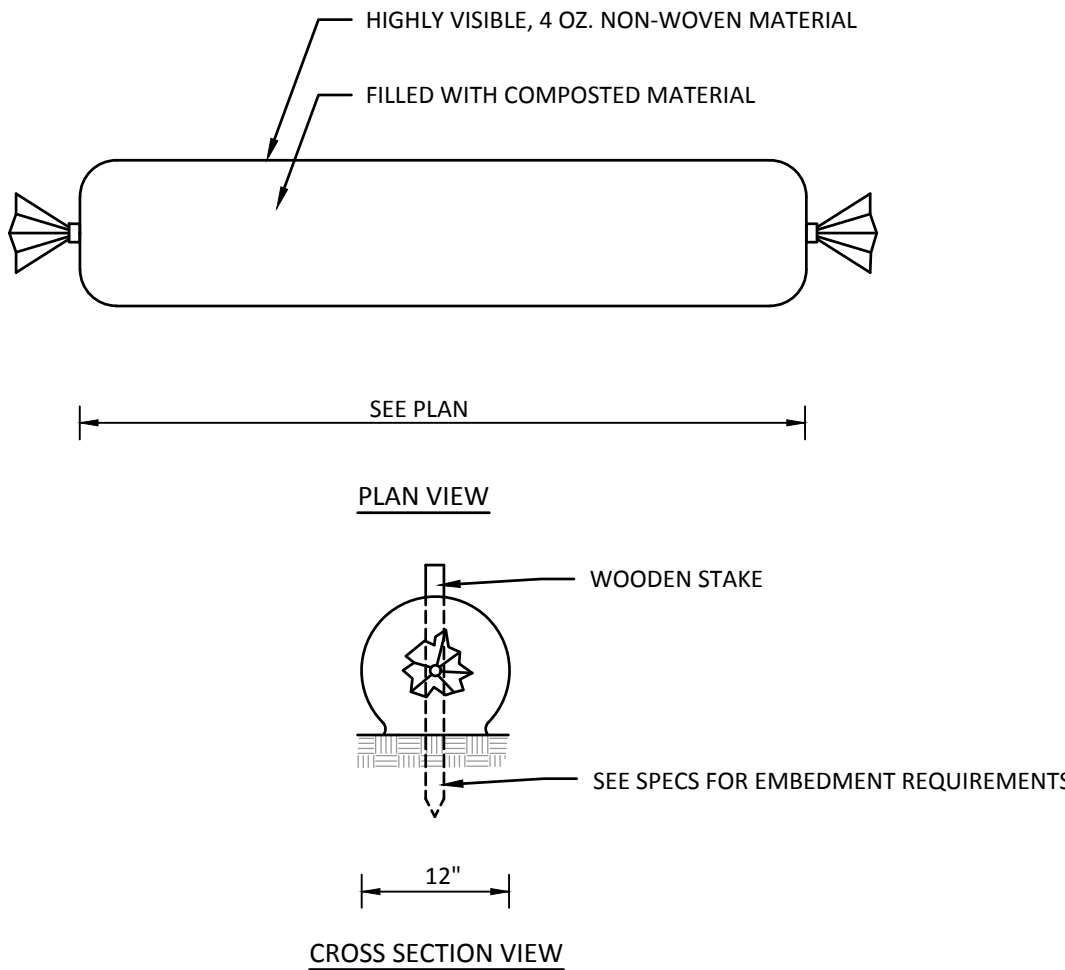 HIGHLY VISIBLE, 4 OZ. NON-WOVEN MATERIAL
FILLED WITH COMPOSTED MATERIAL
SEE PLAN
PLAN VIEW
WOODEN STAKE
SEE SPECS FOR EMBEDMENT REQUIREMENTS
12"
CROSS SECTION VIEW